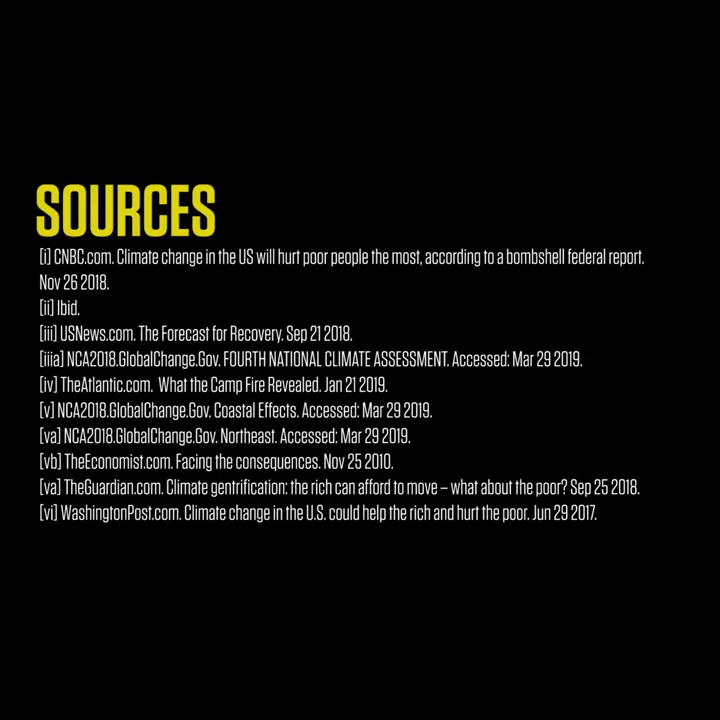 SOURCES
[i] CNBC.com. Climate change in the US will hurt poor people the most, according to a bombshell federal report.
Nov 26 2018.
[ii] Ibid.
[iii] USNews.com. The Forecast for Recovery. Sep 21 2018.
[iiia] NCA2018.GlobalChange.Gov. FOURTH NATIONAL CLIMATE ASSESSMENT. Accessed: Mar 29 2019.
[iv] TheAtlantic.com.  What the Camp Fire Revealed. Jan 21 2019.
[v] NCA2018.GlobalChange.Gov. Coastal Effects. Accessed: Mar 29 2019.
[va] NCA2018.GlobalChange.Gov. Northeast. Accessed: Mar 29 2019.
[vb] TheEconomist.com. Facing the consequences. Nov 25 2010.
[va] TheGuardian.com. Climate gentrification: the rich can afford to move – what about the poor? Sep 25 2018.
[vi] WashingtonPost.com. Climate change in the U.S. could help the rich and hurt the poor. Jun 29 2017.